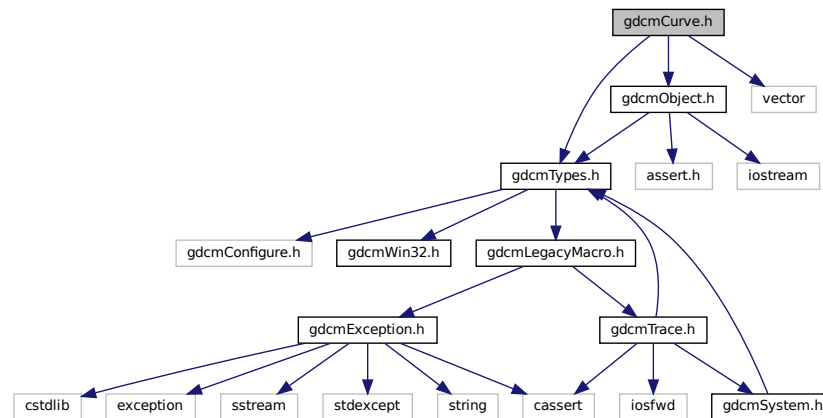 gdcmCurve.h
gdcmObject.h
vector
gdcmTypes.h
assert.h
iostream
gdcmConfigure.h
gdcmWin32.h
gdcmLegacyMacro.h
gdcmException.h
gdcmTrace.h
cstdlib
exception
sstream
stdexcept
string
cassert
iosfwd
gdcmSystem.h